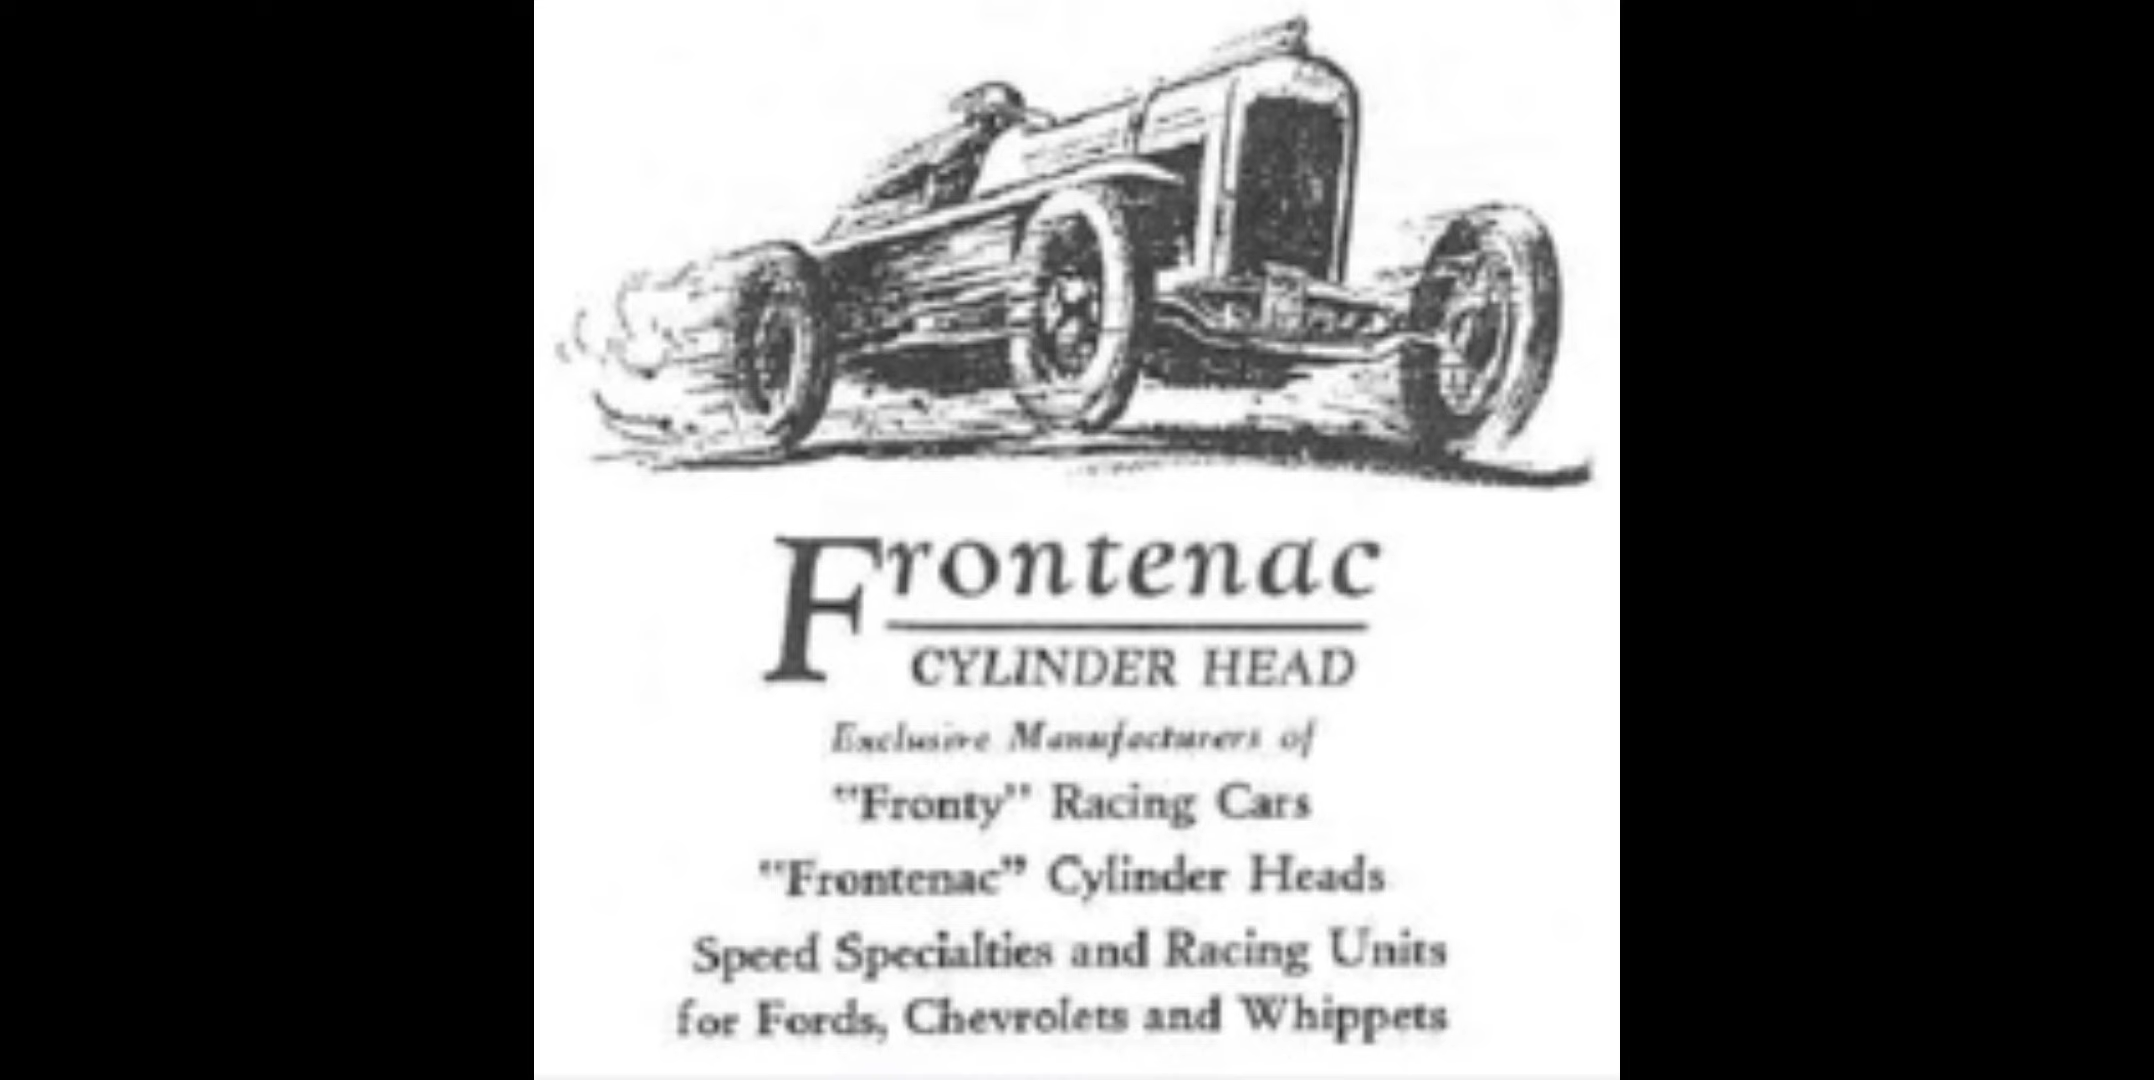 Frontenac
CYLINDER HEAD
Exclusive Manufacturers of
"Fronty" Racing Cars
"Frontenac" Cylinder Heads
Speed Specialties and Racing Units
for Fords, Chevrolets and Whippets